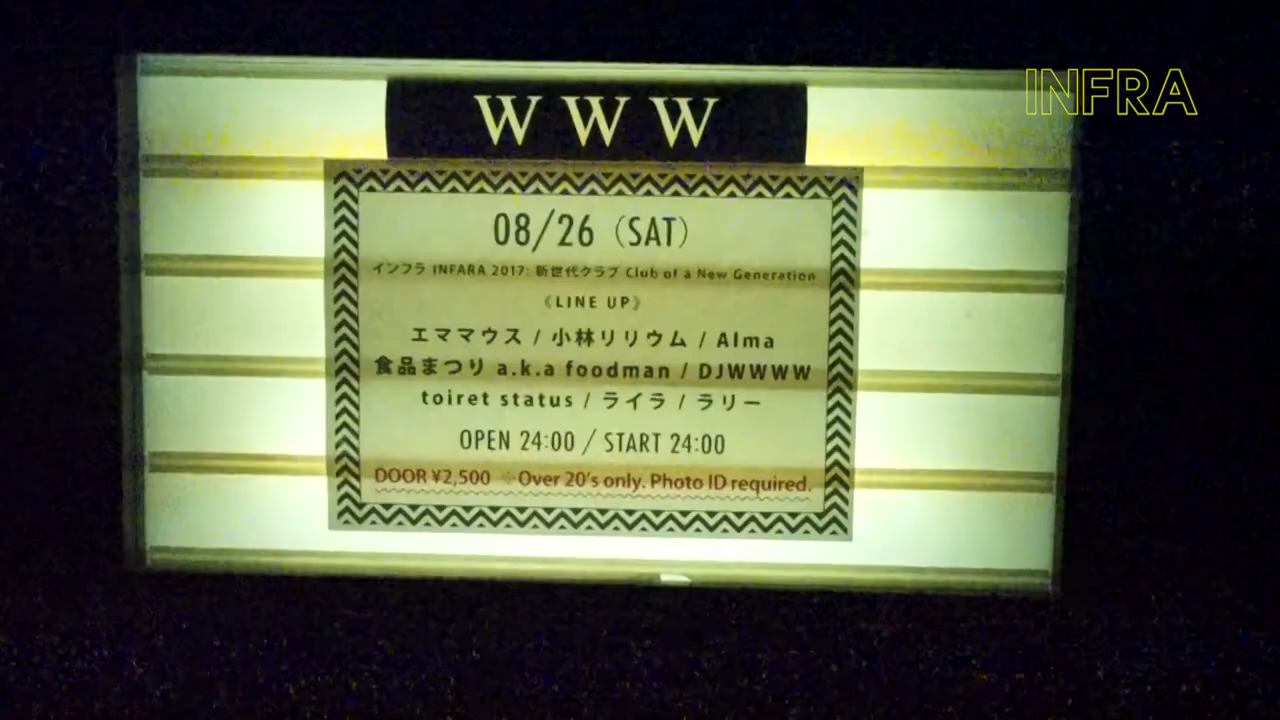 INFRA
W W W
08/26 (SAT)
インフラ INFARA 2017: 新世代クラブ Club of a New Generation
《LINE UP》
エママウス / 小林リリウム / Alma
食品まつり a.k.a foodman / DJWWWW
toiret status / ライラ / ラリー
OPEN 24:00 / START 24:00
DOOR ¥2,500 ※Over 20's only. Photo ID required.